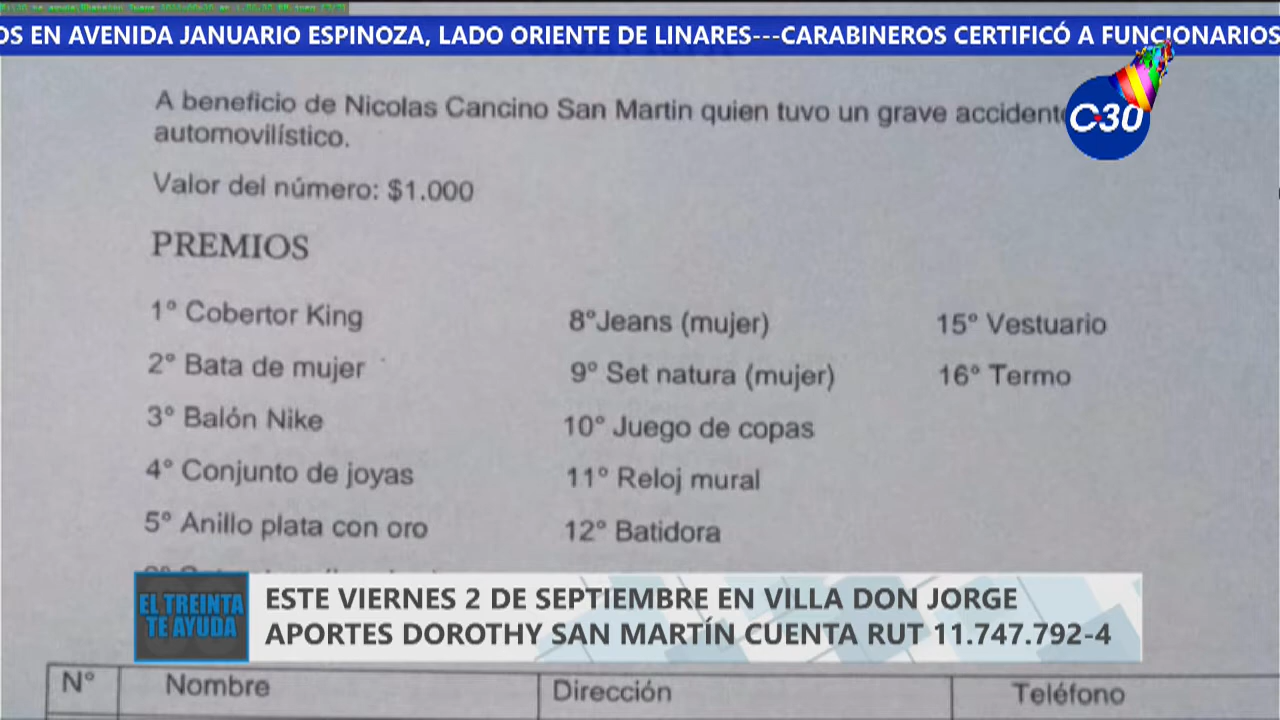 OS EN AVENIDA JANUARIO ESPINOZA, LADO ORIENTE DE LINARES---CARABINEROS CERTIFICÓ A FUNCIONARIOS
C·30
A beneficio de Nicolas Cancino San Martin quien tuvo un grave accidente
automovilístico.
Valor del número: $1.000
PREMIOS
1° Cobertor King
2° Bata de mujer
3° Balón Nike
4° Conjunto de joyas
5° Anillo plata con oro
8°Jeans (mujer)
9° Set natura (mujer)
10° Juego de copas
11° Reloj mural
12° Batidora
15° Vestuario
16° Termo
EL TREINTA
TE AYUDA
ESTE VIERNES 2 DE SEPTIEMBRE EN VILLA DON JORGE
APORTES DOROTHY SAN MARTÍN CUENTA RUT 11.747.792-4
N° Nombre Dirección Teléfono